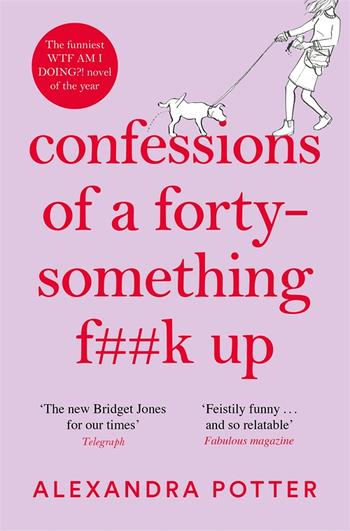 The funniest
WTF AM I
DOING?! novel
of the year
confessions
of a forty-
something
f##k up
‘The new Bridget Jones
for our times’
Telegraph
‘Feistily funny . . .
and so relatable’
Fabulous magazine
ALEXANDRA POTTER